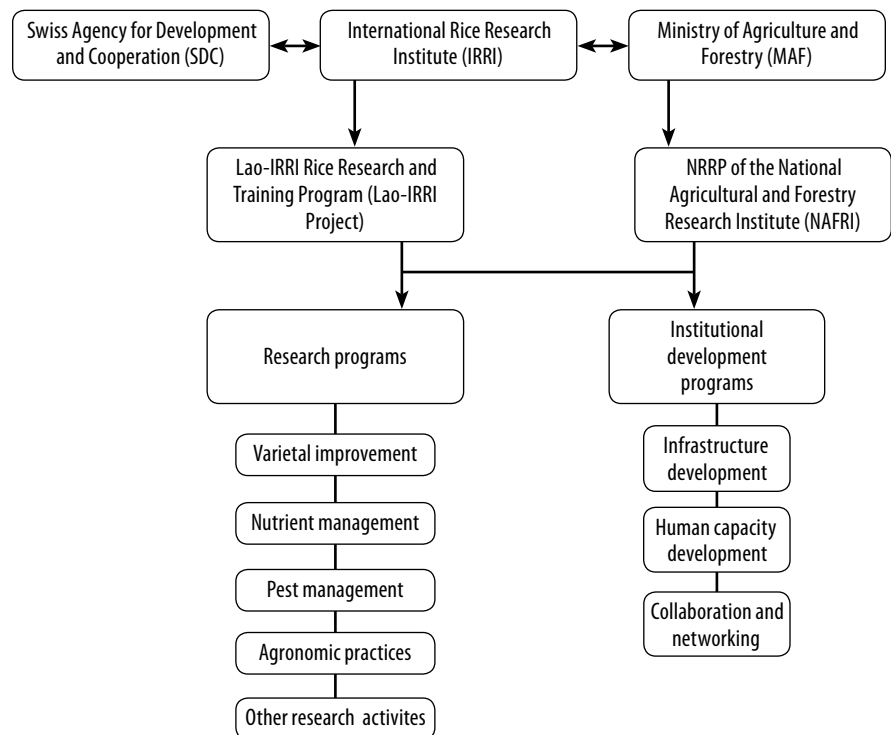 Swiss Agency for Development
and Cooperation (SDC)
International Rice Research
Institute (IRRI)
Ministry of Agriculture and
Forestry (MAF)
Lao-IRRI Rice Research and
Training Program (Lao-IRRI
Project)
NRRP of the National
Agricultural and Forestry
Research Institute (NAFRI)
Research programs
Institutional
development
programs
Varietal improvement
Nutrient management
Pest management
Agronomic practices
Other research activites
Infrastructure
development
Human capacity
development
Collaboration and
networking